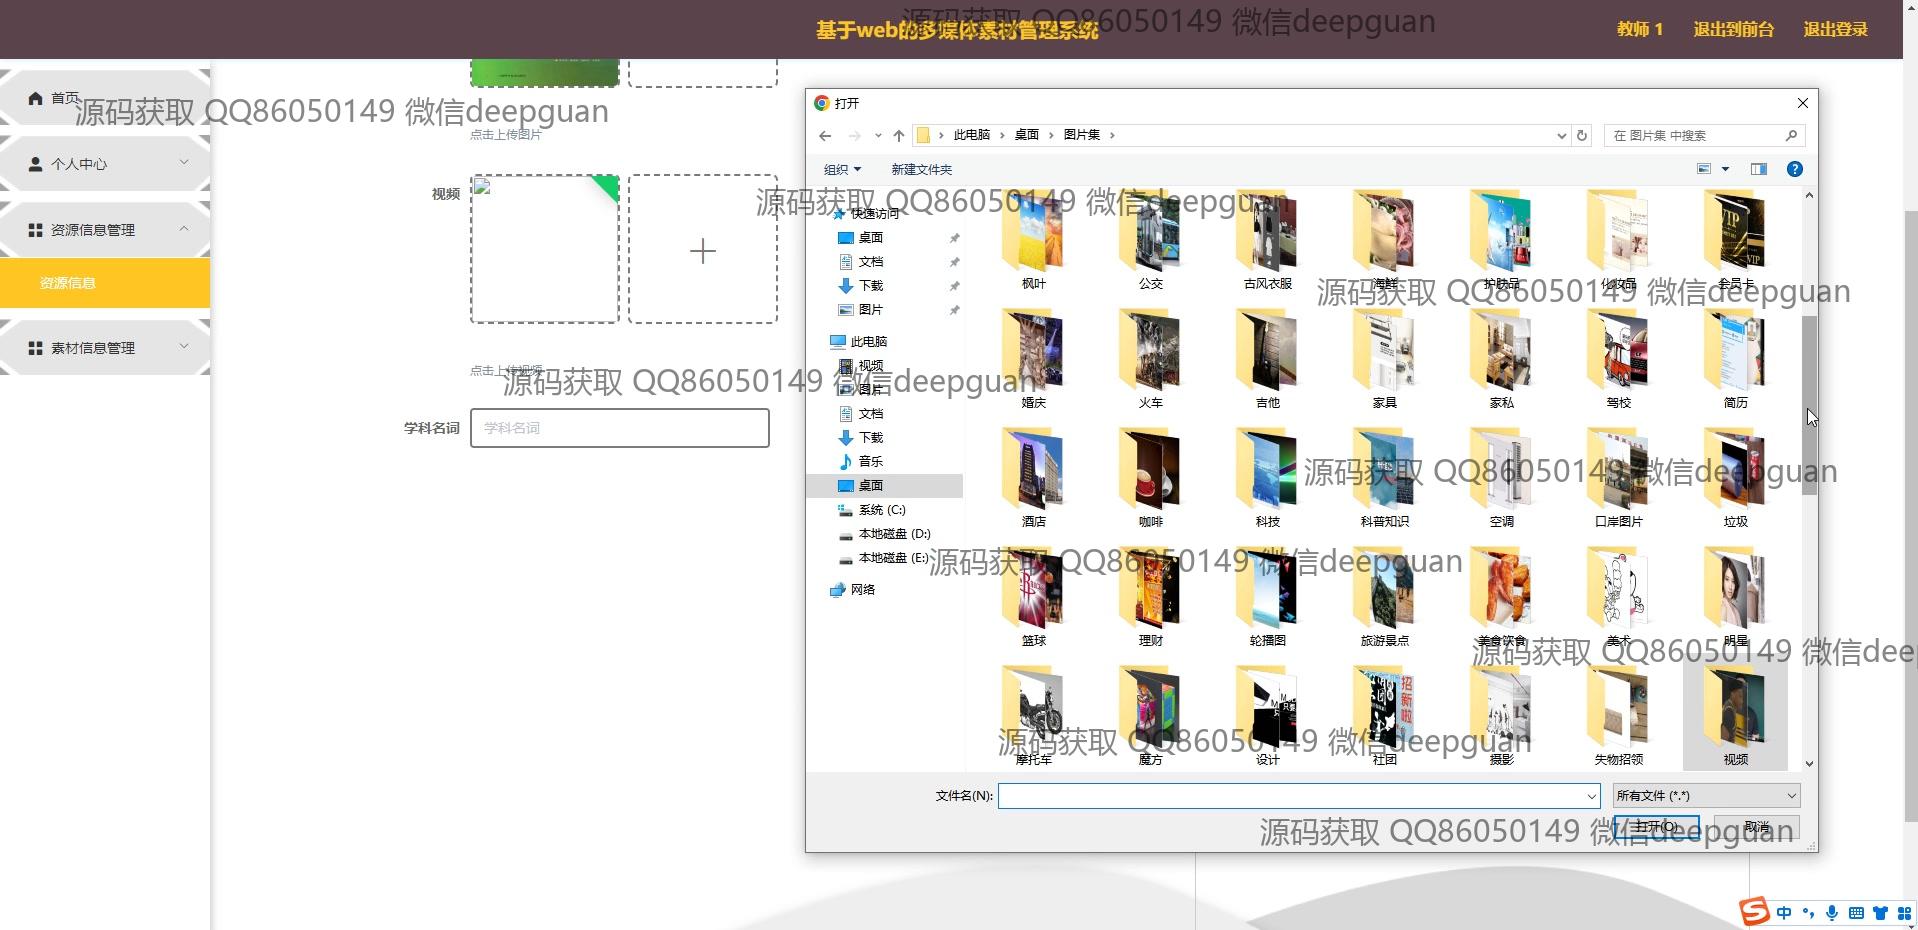 基于web的多媒体素材管理系统
教师 1
退出到前台
退出登录
源码获取 QQ86050149 微信deepguan
首页
源码获取 QQ86050149 微信deepguan
个人中心
资源信息管理
资源信息
素材信息管理
点击上传图片
视频
点击上传视频
学科名词
学科名词
打开
此电脑 › 桌面 › 图片集 ›
在 图片集 中搜索
组织
新建文件夹
源码获取 QQ86050149 微信deepguan
快速访问
桌面
文档
下载
图片
此电脑
视频
图片
源码获取 QQ86050149 微信deepguan
文档
下载
音乐
桌面
系统 (C:)
本地磁盘 (D:)
本地磁盘 (E:)
网络
枫叶 公交 古风衣服 海鲜 护肤品 化妆品 会员卡
源码获取 QQ86050149 微信deepguan
婚庆 火车 吉他 家具 家私 驾校 简历
源码获取 QQ86050149 微信deepguan
酒店 咖啡 科技 科普知识 空调 口岸图片 垃圾
源码获取 QQ86050149 微信deepguan
篮球 理财 轮播图 旅游景点 美食饮食 美术 明星
源码获取 QQ86050149 微信deep
源码获取 QQ86050149 微信deepguan
摩托车 魔方 设计 社团 摄影 失物招领 视频
文件名(N):
所有文件 (*.*)
打开(O)
取消
源码获取 QQ86050149 微信deepguan
中